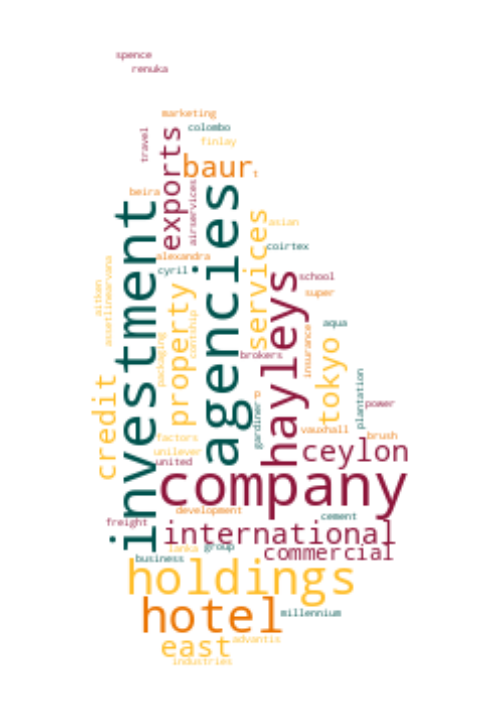 spence
renuka
marketing
colombo
finlay
travel
exports
baur
t
airservices
beira
investment
agencies
services
asian
coirtex
alexandra
cyril
school
super
hayleys
aitken
assetlinearvana
property
contship
packaging
aqua
tokyo
insurance
brokers
credit
plantation
power
p
gardiner
vauxhall
brush
factors
unilever
united
ceylon
company
development
cement
freight
international
lanka
group
commercial
business
holdings
hotel
millennium
advantis
east
industries